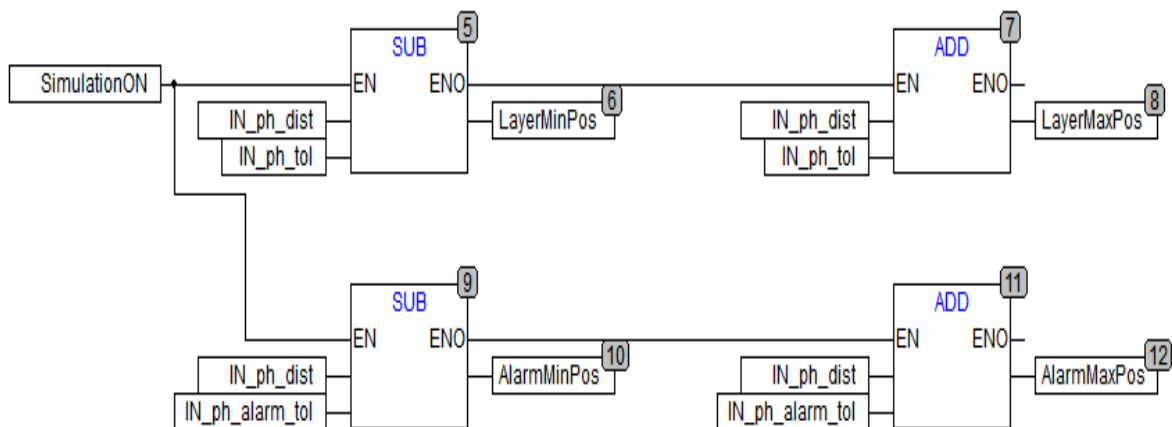 5 7
SUB ADD
SimulationON EN ENO 6 EN ENO 8
IN_ph_dist LayerMinPos IN_ph_dist LayerMaxPos
IN_ph_tol IN_ph_tol
9 11
SUB ADD
EN ENO 10 EN ENO 12
IN_ph_dist AlarmMinPos IN_ph_dist AlarmMaxPos
IN_ph_alarm_tol IN_ph_alarm_tol